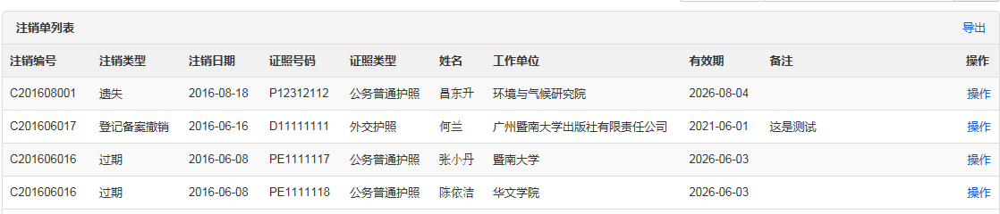 注销单列表 导出
注销编号 注销类型 注销日期 证照号码 证照类型 姓名 工作单位 有效期 备注 操作
C201608001 遗失 2016-08-18 P12312112 公务普通护照 昌东升 环境与气候研究院 2026-08-04 操作
C201606017 登记备案撤销 2016-06-16 D11111111 外交护照 何兰 广州暨南大学出版社有限责任公司 2021-06-01 这是测试 操作
C201606016 过期 2016-06-08 PE1111117 公务普通护照 张小丹 暨南大学 2026-06-03 操作
C201606016 过期 2016-06-08 PE1111118 公务普通护照 陈依洁 华文学院 2026-06-03 操作